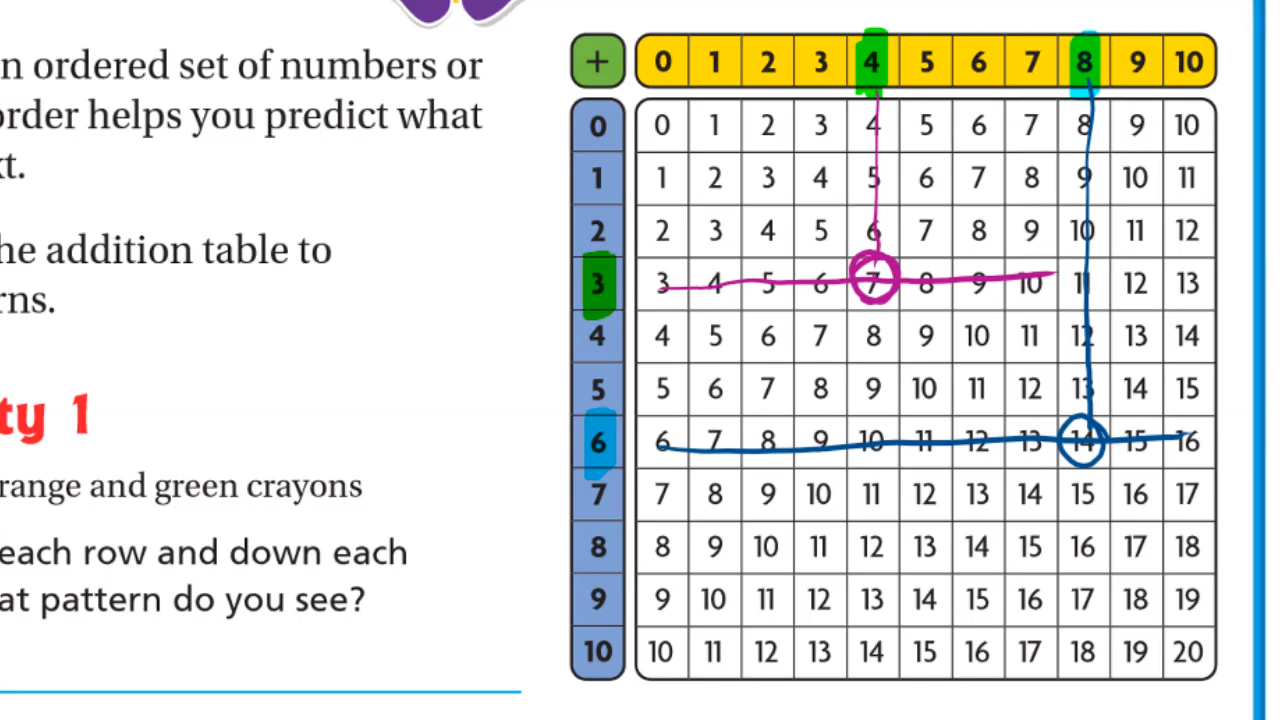 n ordered set of numbers or
order helps you predict what
xt.
he addition table to
rns.
ty 1
range and green crayons
each row and down each
at pattern do you see?
+ 0 1 2 3 4 5 6 7 8 9 10
0 0 1 2 3 4 5 6 7 8 9 10
1 1 2 3 4 5 6 7 8 9 10 11
2 2 3 4 5 6 7 8 9 10 11 12
3 3 4 5 6 7 8 9 10 11 12 13
4 4 5 6 7 8 9 10 11 12 13 14
5 5 6 7 8 9 10 11 12 13 14 15
6 6 7 8 9 10 11 12 13 14 15 16
7 7 8 9 10 11 12 13 14 15 16 17
8 8 9 10 11 12 13 14 15 16 17 18
9 9 10 11 12 13 14 15 16 17 18 19
10 10 11 12 13 14 15 16 17 18 19 20